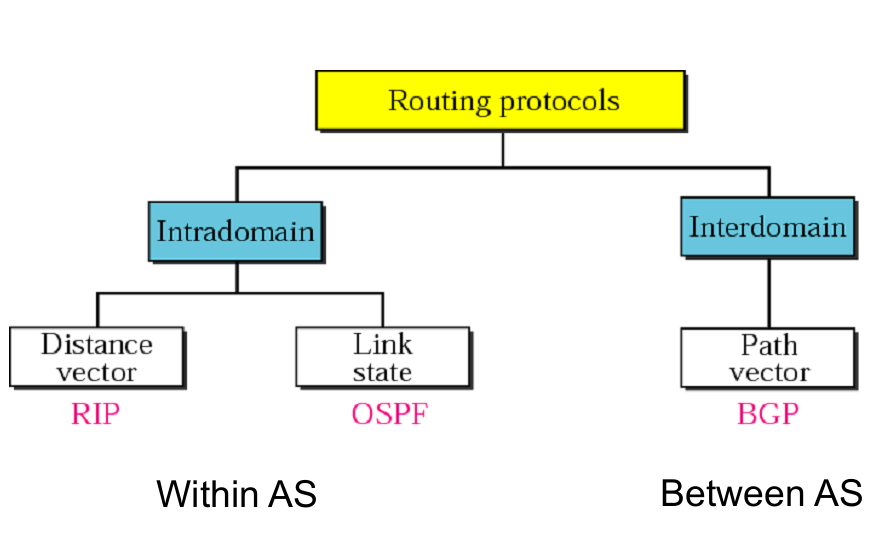 Routing protocols
Intradomain
Interdomain
Distance
vector
Link
state
Path
vector
RIP
OSPF
BGP
Within AS
Between AS